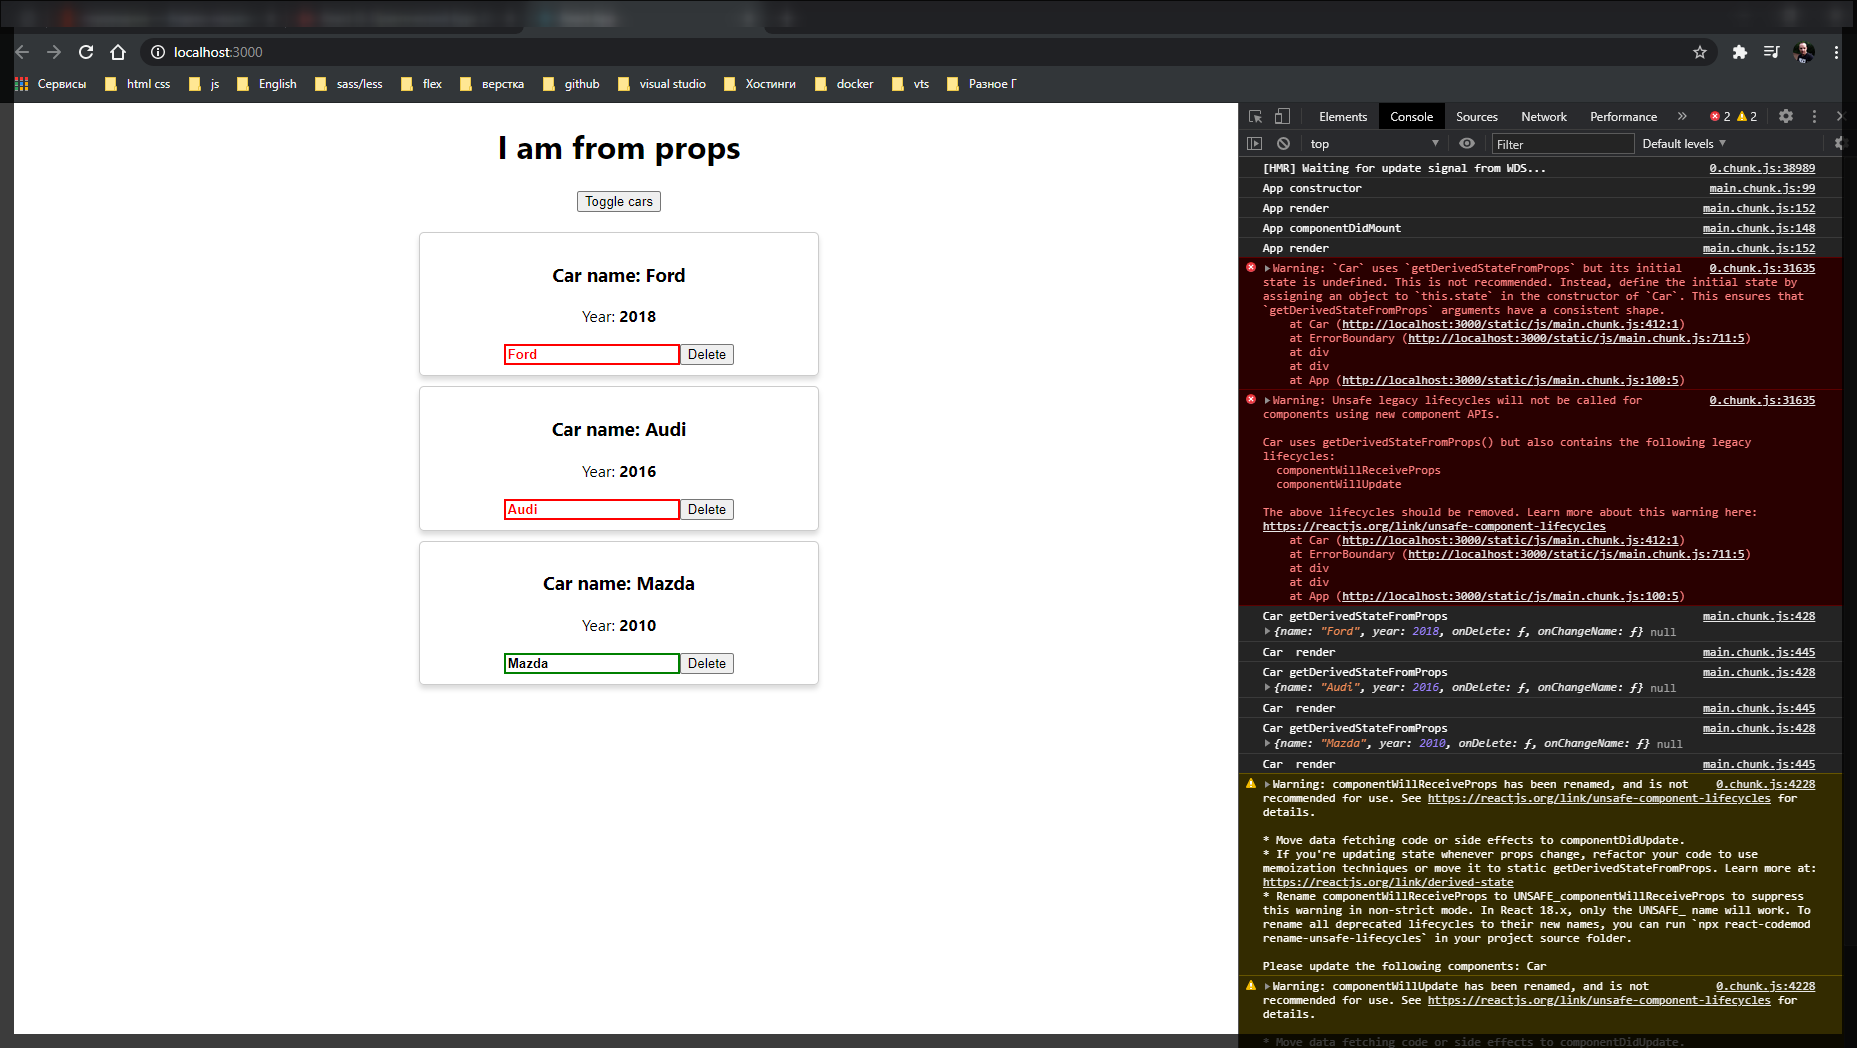 localhost:3000
Сервисы html css js English sass/less flex верстка github visual studio Хостинги docker vts Разное Г
I am from props
Toggle cars
Car name: Ford
Year: 2018
Ford Delete
Car name: Audi
Year: 2016
Audi Delete
Car name: Mazda
Year: 2010
Mazda Delete
Elements Console Sources Network Performance » 2 2
top Filter Default levels
[HMR] Waiting for update signal from WDS... 0.chunk.js:38989
App constructor main.chunk.js:99
App render main.chunk.js:152
App componentDidMount main.chunk.js:148
App render main.chunk.js:152
Warning: `Car` uses `getDerivedStateFromProps` but its initial 0.chunk.js:31635
state is undefined. This is not recommended. Instead, define the initial state by
assigning an object to `this.state` in the constructor of `Car`. This ensures that
`getDerivedStateFromProps` arguments have a consistent shape.
at Car (http://localhost:3000/static/js/main.chunk.js:412:1)
at ErrorBoundary (http://localhost:3000/static/js/main.chunk.js:711:5)
at div
at div
at App (http://localhost:3000/static/js/main.chunk.js:100:5)
Warning: Unsafe legacy lifecycles will not be called for 0.chunk.js:31635
components using new component APIs.
Car uses getDerivedStateFromProps() but also contains the following legacy
lifecycles:
componentWillReceiveProps
componentWillUpdate
The above lifecycles should be removed. Learn more about this warning here:
https://reactjs.org/link/unsafe-component-lifecycles
at Car (http://localhost:3000/static/js/main.chunk.js:412:1)
at ErrorBoundary (http://localhost:3000/static/js/main.chunk.js:711:5)
at div
at div
at App (http://localhost:3000/static/js/main.chunk.js:100:5)
Car getDerivedStateFromProps main.chunk.js:428
{name: "Ford", year: 2018, onDelete: ƒ, onChangeName: ƒ} null
Car render main.chunk.js:445
Car getDerivedStateFromProps main.chunk.js:428
{name: "Audi", year: 2016, onDelete: ƒ, onChangeName: ƒ} null
Car render main.chunk.js:445
Car getDerivedStateFromProps main.chunk.js:428
{name: "Mazda", year: 2010, onDelete: ƒ, onChangeName: ƒ} null
Car render main.chunk.js:445
Warning: componentWillReceiveProps has been renamed, and is not 0.chunk.js:4228
recommended for use. See https://reactjs.org/link/unsafe-component-lifecycles for
details.
* Move data fetching code or side effects to componentDidUpdate.
* If you're updating state whenever props change, refactor your code to use
memoization techniques or move it to static getDerivedStateFromProps. Learn more at:
https://reactjs.org/link/derived-state
* Rename componentWillReceiveProps to UNSAFE_componentWillReceiveProps to suppress
this warning in non-strict mode. In React 18.x, only the UNSAFE_ name will work. To
rename all deprecated lifecycles to their new names, you can run `npx react-codemod
rename-unsafe-lifecycles` in your project source folder.
Please update the following components: Car
Warning: componentWillUpdate has been renamed, and is not 0.chunk.js:4228
recommended for use. See https://reactjs.org/link/unsafe-component-lifecycles for
details.
* Move data fetching code or side effects to componentDidUpdate.